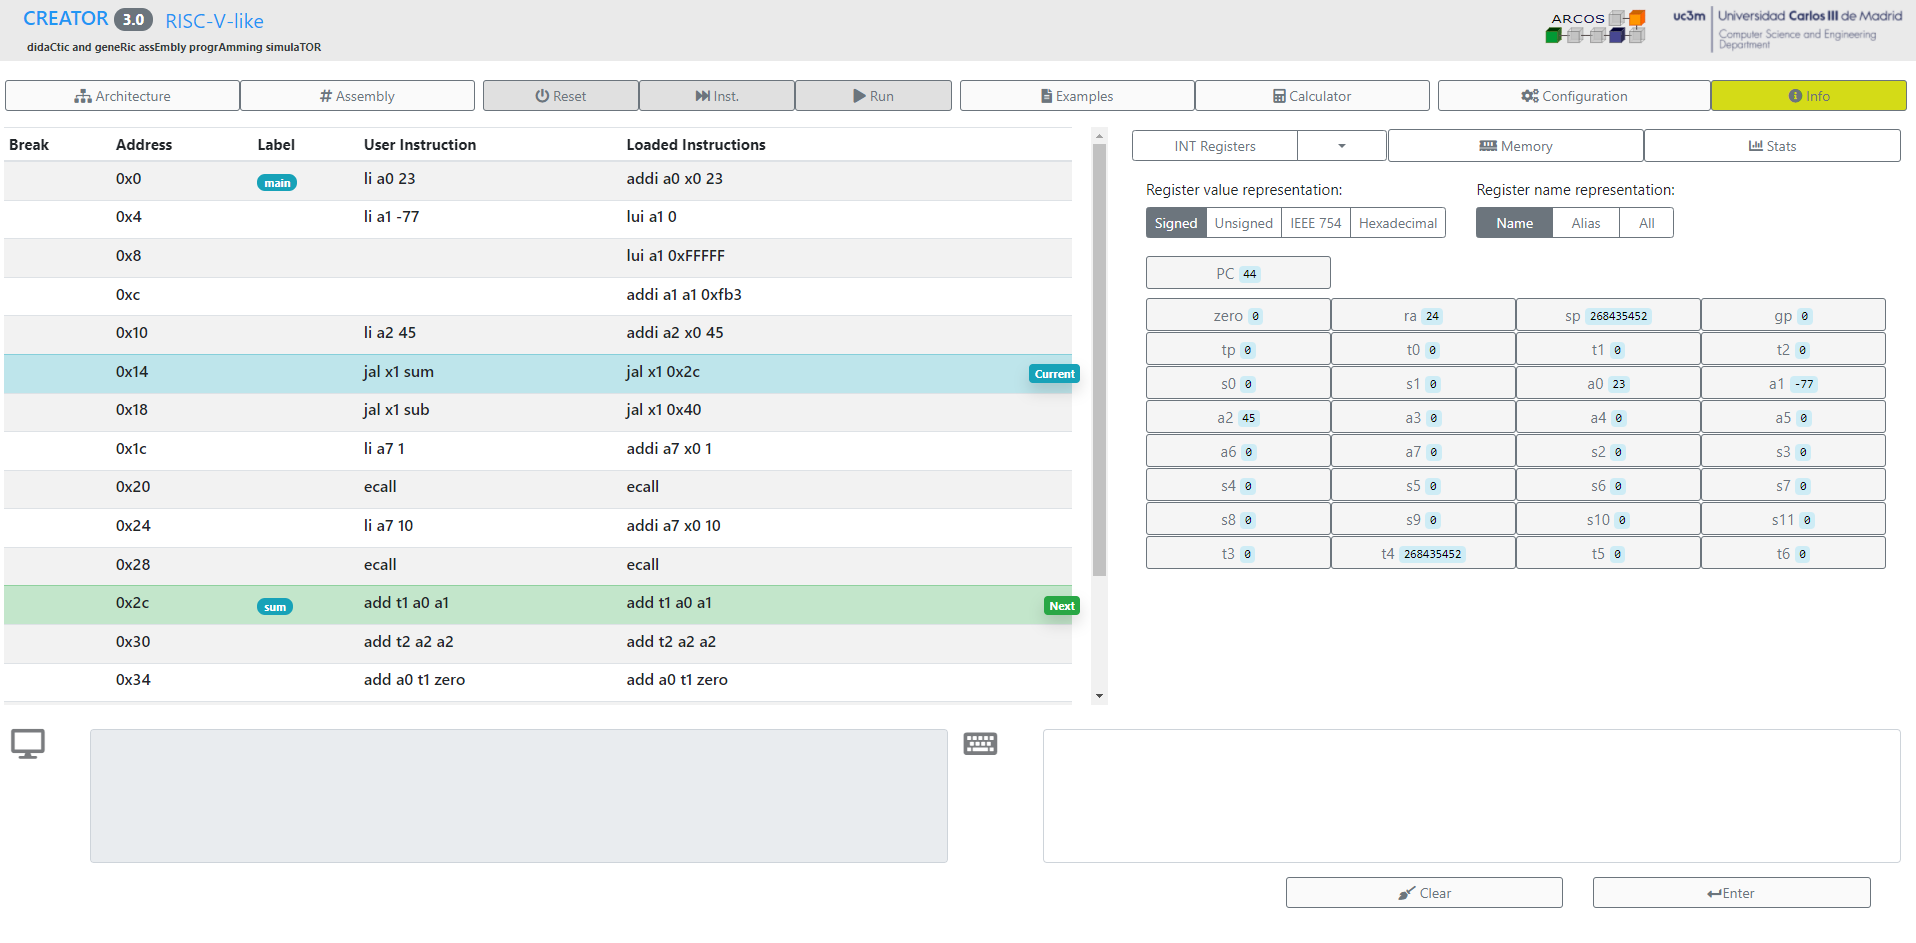 CREATOR 3.0 RISC-V-like
didaCtic and geneRic assEmbly progrAmming simulaTOR
ARCOS
uc3m Universidad Carlos III de Madrid
Computer Science and Engineering
Department
Architecture # Assembly Reset Inst. Run Examples Calculator Configuration Info
Break Address Label User Instruction Loaded Instructions
0x0 main li a0 23 addi a0 x0 23
0x4 li a1 -77 lui a1 0
0x8 lui a1 0xFFFFF
0xc addi a1 a1 0xfb3
0x10 li a2 45 addi a2 x0 45
0x14 jal x1 sum jal x1 0x2c Current
0x18 jal x1 sub jal x1 0x40
0x1c li a7 1 addi a7 x0 1
0x20 ecall ecall
0x24 li a7 10 addi a7 x0 10
0x28 ecall ecall
0x2c sum add t1 a0 a1 add t1 a0 a1 Next
0x30 add t2 a2 a2 add t2 a2 a2
0x34 add a0 t1 zero add a0 t1 zero
INT Registers Memory Stats
Register value representation: Register name representation:
Signed Unsigned IEEE 754 Hexadecimal Name Alias All
PC 44
zero 0 ra 24 sp 268435452 gp 0
tp 0 t0 0 t1 0 t2 0
s0 0 s1 0 a0 23 a1 -77
a2 45 a3 0 a4 0 a5 0
a6 0 a7 0 s2 0 s3 0
s4 0 s5 0 s6 0 s7 0
s8 0 s9 0 s10 0 s11 0
t3 0 t4 268435452 t5 0 t6 0
Clear Enter